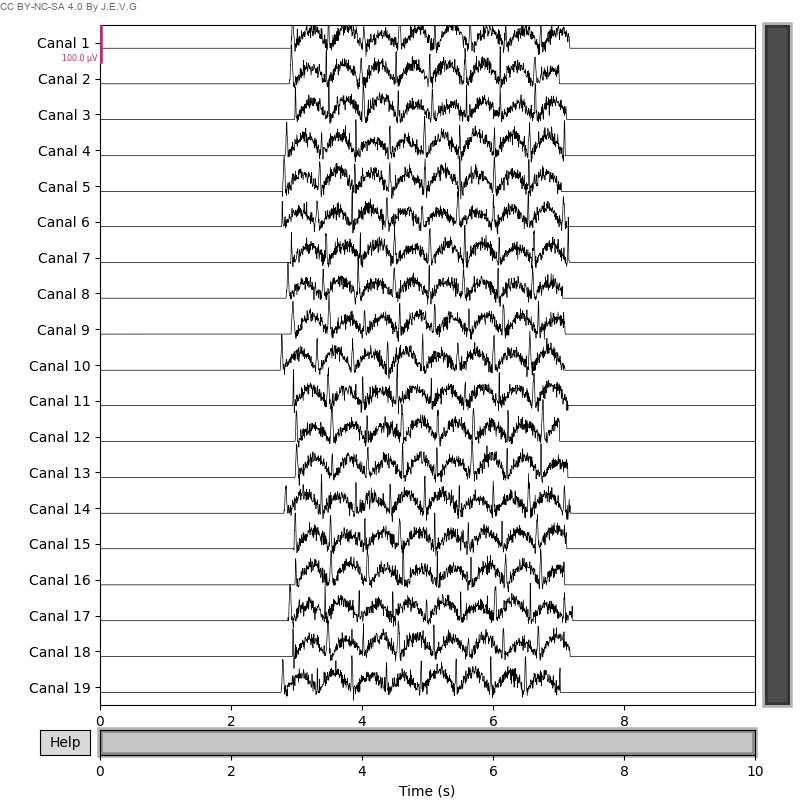 CC BY-NC-SA 4.0 By J.E.V.G
Canal 1
100.0 µV
Canal 2
Canal 3
Canal 4
Canal 5
Canal 6
Canal 7
Canal 8
Canal 9
Canal 10
Canal 11
Canal 12
Canal 13
Canal 14
Canal 15
Canal 16
Canal 17
Canal 18
Canal 19
0 2 4 6 8
Help
0 2 4 6 8 10
Time (s)